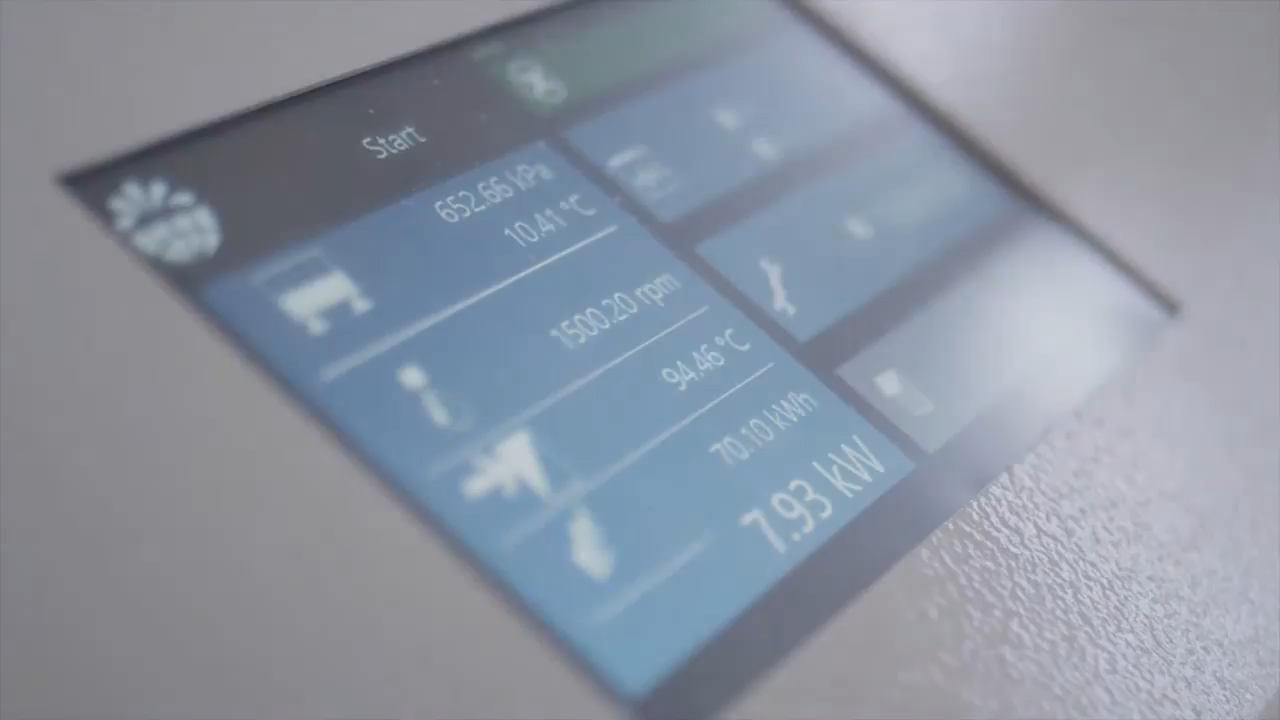 Start
652.66 kPa
10.41 °C
1500.20 rpm
94.46 °C
70.10 kWh
7.93 kW